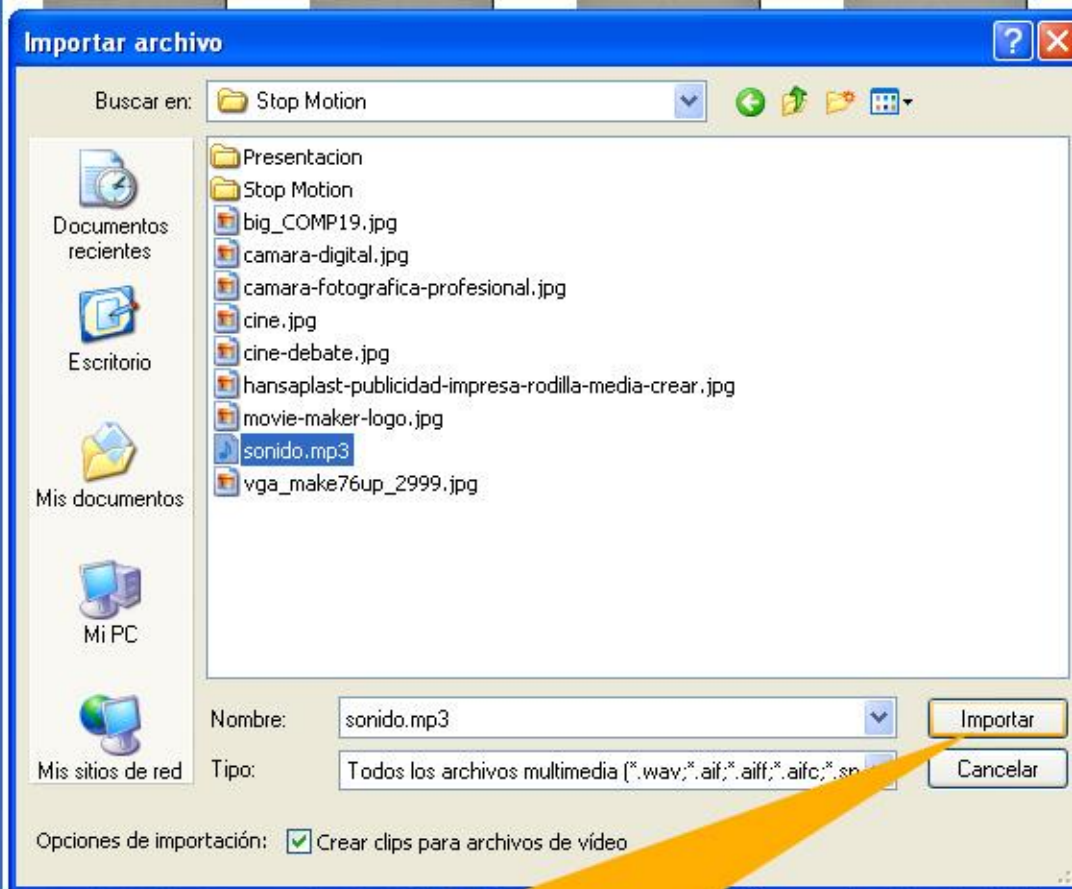 Importar archivo
Buscar en: Stop Motion
Documentos
recientes
Escritorio
Mis documentos
Mi PC
Mis sitios de red
Presentacion
Stop Motion
big_COMP19.jpg
camara-digital.jpg
camara-fotografica-profesional.jpg
cine.jpg
cine-debate.jpg
hansaplast-publicidad-impresa-rodilla-media-crear.jpg
movie-maker-logo.jpg
sonido.mp3
vga_make76up_2999.jpg
Nombre: sonido.mp3 Importar
Tipo: Todos los archivos multimedia (*.wav;*.aif;*.aiff;*.aifc;*.sn Cancelar
Opciones de importación: Crear clips para archivos de vídeo